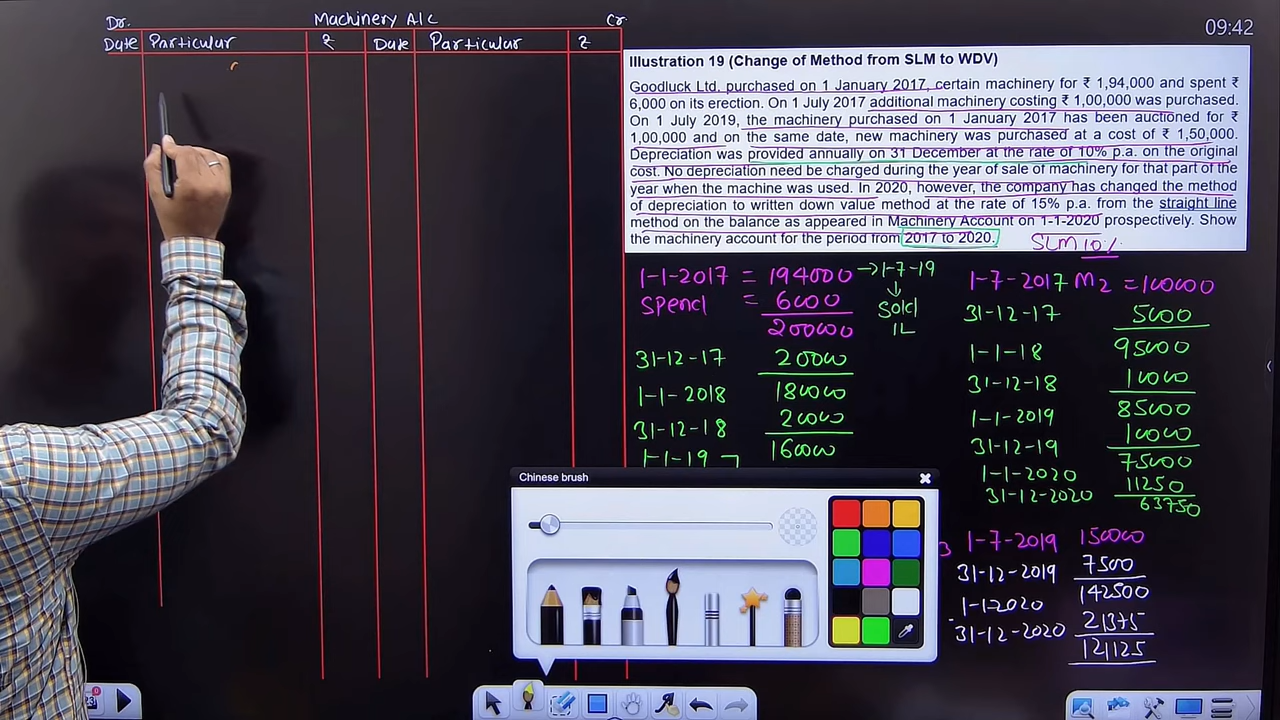 09:42
Dr. Machinery A/c Cr.
Date Particular ₹ Date Particular ₹
Illustration 19 (Change of Method from SLM to WDV)
Goodluck Ltd. purchased on 1 January 2017, certain machinery for ₹ 1,94,000 and spent ₹
6,000 on its erection. On 1 July 2017 additional machinery costing ₹ 1,00,000 was purchased.
On 1 July 2019, the machinery purchased on 1 January 2017 has been auctioned for ₹
1,00,000 and on the same date, new machinery was purchased at a cost of ₹ 1,50,000.
Depreciation was provided annually on 31 December at the rate of 10% p.a. on the original
cost. No depreciation need be charged during the year of sale of machinery for that part of the
year when the machine was used. In 2020, however, the company has changed the method
of depreciation to written down value method at the rate of 15% p.a. from the straight line
method on the balance as appeared in Machinery Account on 1-1-2020 prospectively. Show
the machinery account for the period from 2017 to 2020.
SLM 10%
1-1-2017 = 194000 → 1-7-19
Spend = 6000 ↓
200000 Sold
1L
31-12-17 20000
1-1-2018 180000
31-12-18 20000
1-1-19 160000
1-7-2017 M2 = 100000
31-12-17 5000
1-1-18 95000
31-12-18 10000
1-1-2019 85000
31-12-19 10000
1-1-2020 75000
31-12-2020 11250
63750
3 1-7-2019 150000
31-12-2019 7500
1-1-2020 142500
31-12-2020 21375
121125
Chinese brush